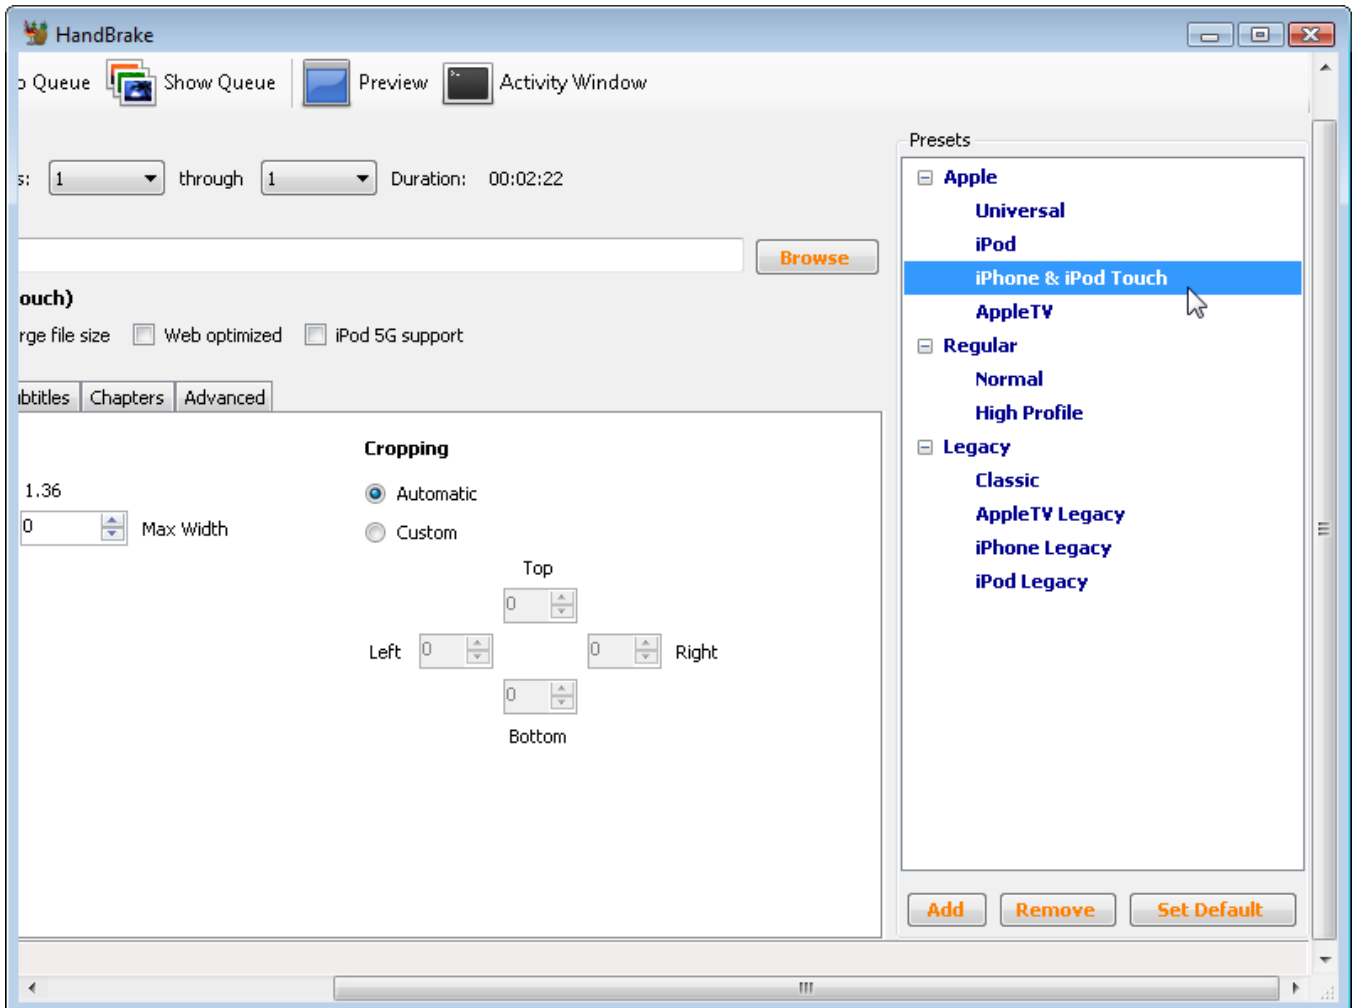 HandBrake
o Queue Show Queue Preview Activity Window
s: 1 through 1 Duration: 00:02:22
Browse
ouch)
rge file size Web optimized iPod 5G support
ubtitles Chapters Advanced
Cropping
1.36
Automatic
0 Max Width
Custom
Top
0
Left 0 0 Right
0
Bottom
Presets
Apple
Universal
iPod
iPhone & iPod Touch
AppleTV
Regular
Normal
High Profile
Legacy
Classic
AppleTV Legacy
iPhone Legacy
iPod Legacy
Add Remove Set Default